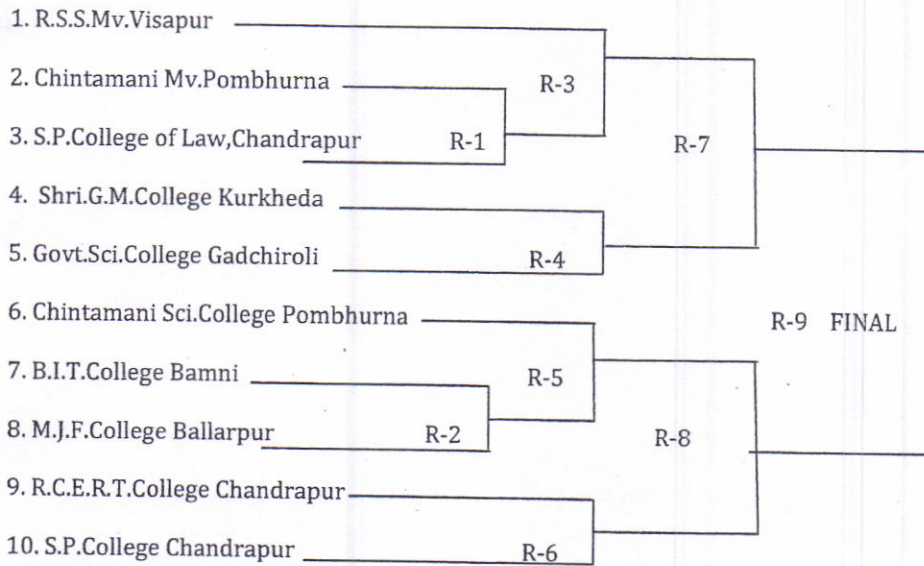 1. R.S.S.Mv.Visapur
2. Chintamani Mv.Pombhurna
R-3
3. S.P.College of Law,Chandrapur
R-1
R-7
4. Shri.G.M.College Kurkheda
5. Govt.Sci.College Gadchiroli
R-4
6. Chintamani Sci.College Pombhurna
R-9 FINAL
7. B.I.T.College Bamni
R-5
8. M.J.F.College Ballarpur
R-2
R-8
9. R.C.E.R.T.College Chandrapur
10. S.P.College Chandrapur
R-6